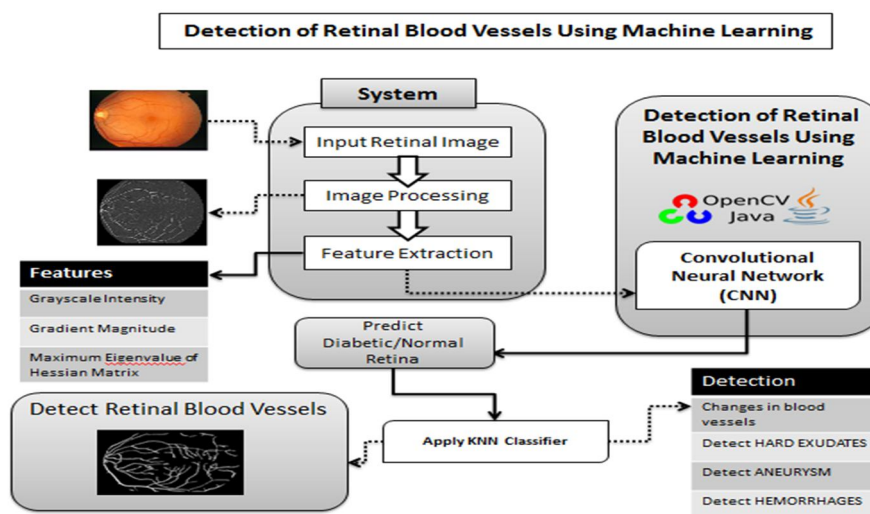 Detection of Retinal Blood Vessels Using Machine Learning
System
Input Retinal Image
Image Processing
Feature Extraction
Detection of Retinal
Blood Vessels Using
Machine Learning
OpenCV
Java
Convolutional
Neural Network
(CNN)
Features
Grayscale Intensity
Gradient Magnitude
Maximum Eigenvalue of
Hessian Matrix
Predict
Diabetic/Normal
Retina
Detect Retinal Blood Vessels
Apply KNN Classifier
Detection
Changes in blood
vessels
Detect HARD EXUDATES
Detect ANEURYSM
Detect HEMORRHAGES